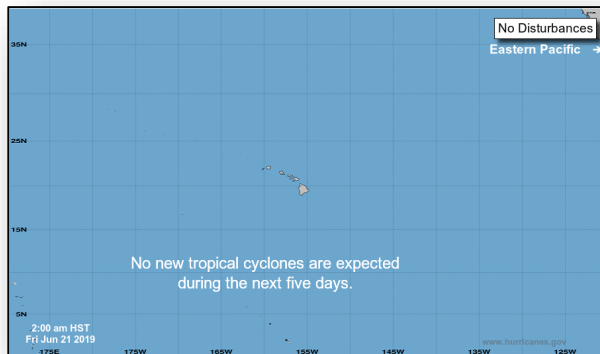 No Disturbances
35N
Eastern Pacific →
25N
15N
No new tropical cyclones are expected
during the next five days.
5N
2:00 am HST
Fri Jun 21 2019
www.hurricanes.gov
175E 175W 165W 155W 145W 135W 125W